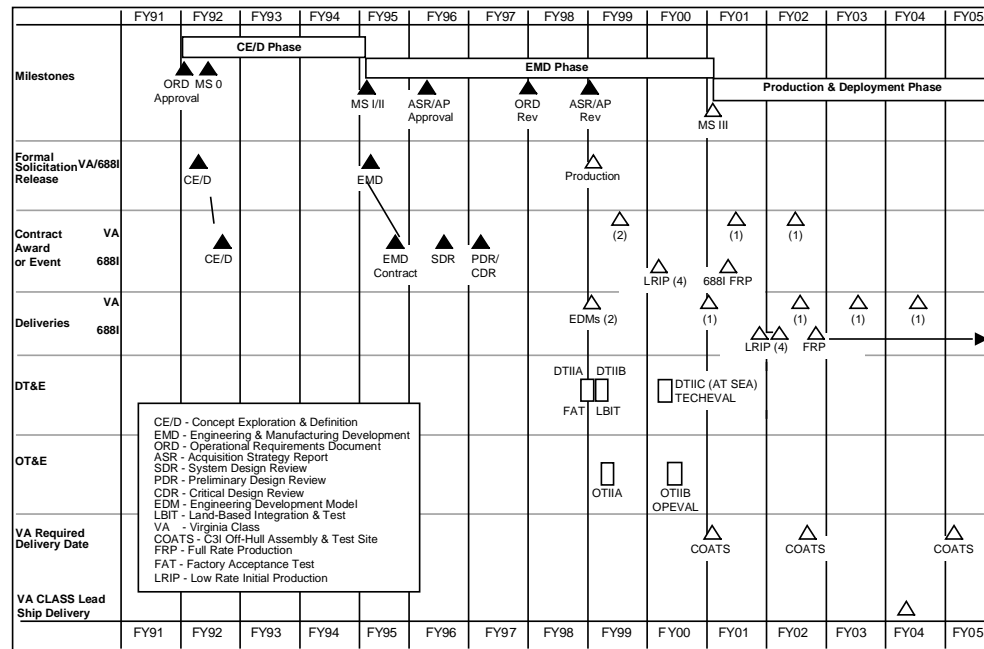 FY91 FY92 FY93 FY94 FY95 FY96 FY97 FY98 FY99 FY00 FY01 FY02 FY03 FY04 FY05
CE/D Phase
EMD Phase
Production & Deployment Phase
Milestones
ORD MS 0
Approval
MS I/II
ASR/AP
Approval
ORD
Rev
ASR/AP
Rev
MS III
Formal
Solicitation VA/688I
Release
CE/D
EMD
Production
Contract VA
Award
or Event 688I
(2)
(1)
(1)
CE/D
EMD
Contract
SDR
PDR/
CDR
LRIP (4)
688I FRP
VA
Deliveries
688I
EDMs (2)
(1)
(1)
(1)
(1)
LRIP (4)
FRP
DT&E
DTIIA DTIIB
FAT LBIT
DTIIC (AT SEA)
TECHEVAL
CE/D - Concept Exploration & Definition
EMD - Engineering & Manufacturing Development
ORD - Operational Requirements Document
ASR - Acquisition Strategy Report
SDR - System Design Review
PDR - Preliminary Design Review
CDR - Critical Design Review
EDM - Engineering Development Model
LBIT - Land-Based Integration & Test
VA - Virginia Class
COATS - C3I Off-Hull Assembly & Test Site
FRP - Full Rate Production
FAT - Factory Acceptance Test
LRIP - Low Rate Initial Production
OT&E
OTIIA
OTIIB
OPEVAL
VA Required
Delivery Date
COATS
COATS
COATS
VA CLASS Lead
Ship Delivery
FY91 FY92 FY93 FY94 FY95 FY96 FY97 FY98 FY99 FY00 FY01 FY02 FY03 FY04 FY05